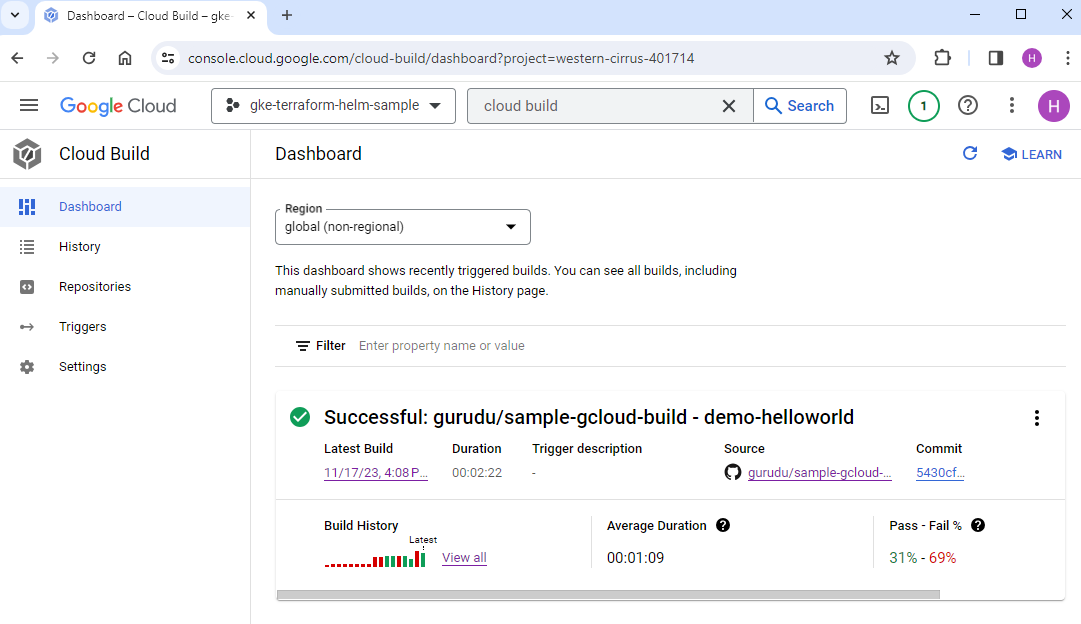 Dashboard – Cloud Build – gke-
console.cloud.google.com/cloud-build/dashboard?project=western-cirrus-401714
H
Google Cloud
gke-terraform-helm-sample
cloud build
Search
1
H
Cloud Build
Dashboard
LEARN
Dashboard
History
Repositories
Triggers
Settings
Region
global (non-regional)
This dashboard shows recently triggered builds. You can see all builds, including
manually submitted builds, on the History page.
Filter Enter property name or value
Successful: gurudu/sample-gcloud-build - demo-helloworld
Latest Build Duration Trigger description Source Commit
11/17/23, 4:08 P... 00:02:22 - gurudu/sample-gcloud-... 5430cf...
Build History Average Duration Pass - Fail %
Latest
View all 00:01:09 31% - 69%